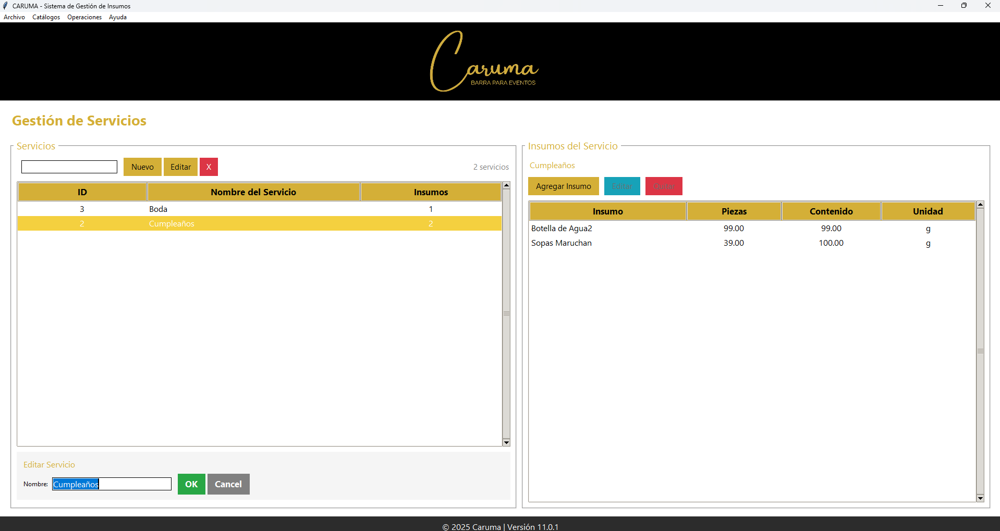 CARUMA - Sistema de Gestión de Insumos
Archivo Catálogos Operaciones Ayuda
Caruma
BARRA PARA EVENTOS
Gestión de Servicios
Servicios
Nuevo Editar X 2 servicios
ID Nombre del Servicio Insumos
3 Boda 1
2 Cumpleaños 2
Editar Servicio
Nombre: Cumpleaños OK Cancel
Insumos del Servicio
Cumpleaños
Agregar Insumo Editar Quitar
Insumo Piezas Contenido Unidad
Botella de Agua2 99.00 99.00 g
Sopas Maruchan 39.00 100.00 g
© 2025 Caruma | Versión 11.0.1